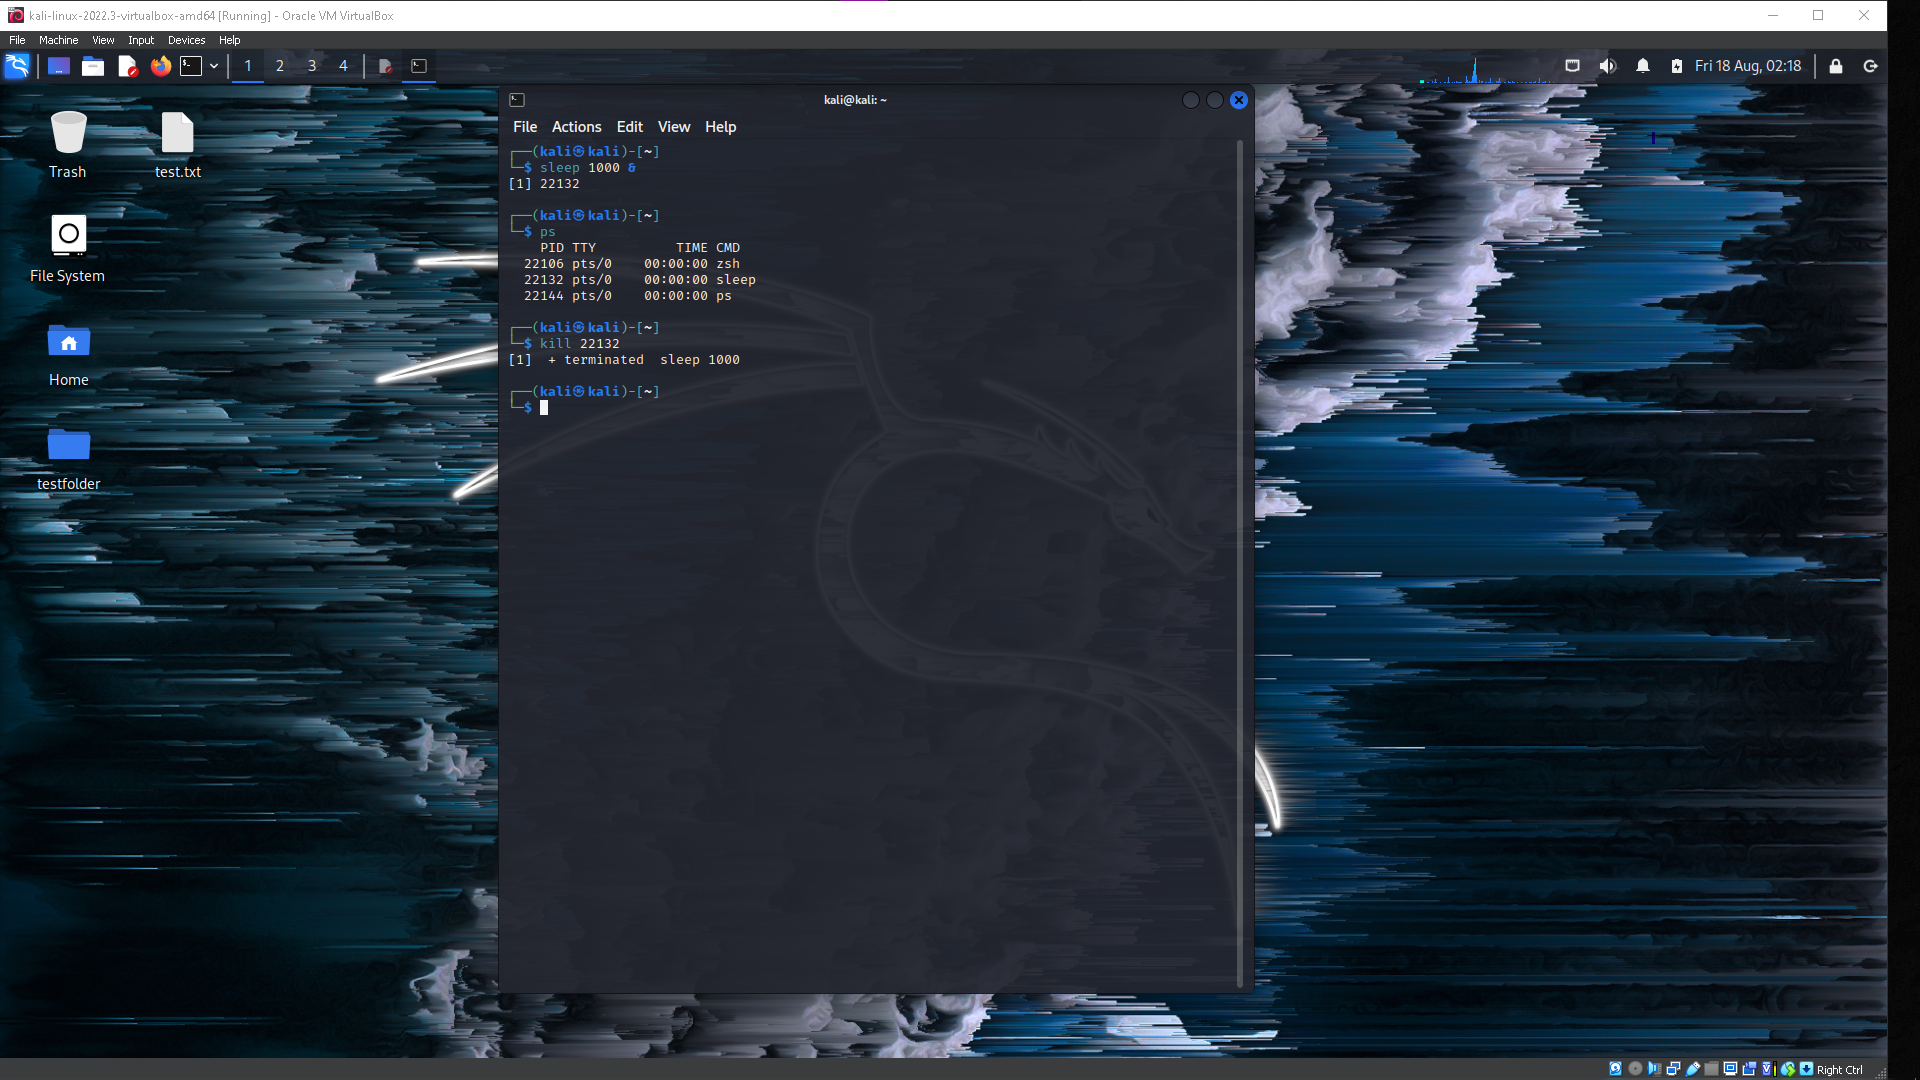 kali-linux-2022.3-virtualbox-amd64 [Running] - Oracle VM VirtualBox
File Machine View Input Devices Help
1 2 3 4
Fri 18 Aug, 02:18
Trash
test.txt
File System
Home
testfolder
kali@kali: ~
File Actions Edit View Help
┌──(kali㉿kali)-[~]
└─$ sleep 1000 &
[1] 22132
┌──(kali㉿kali)-[~]
└─$ ps
PID TTY TIME CMD
22106 pts/0 00:00:00 zsh
22132 pts/0 00:00:00 sleep
22144 pts/0 00:00:00 ps
┌──(kali㉿kali)-[~]
└─$ kill 22132
[1] + terminated sleep 1000
┌──(kali㉿kali)-[~]
└─$
Right Ctrl